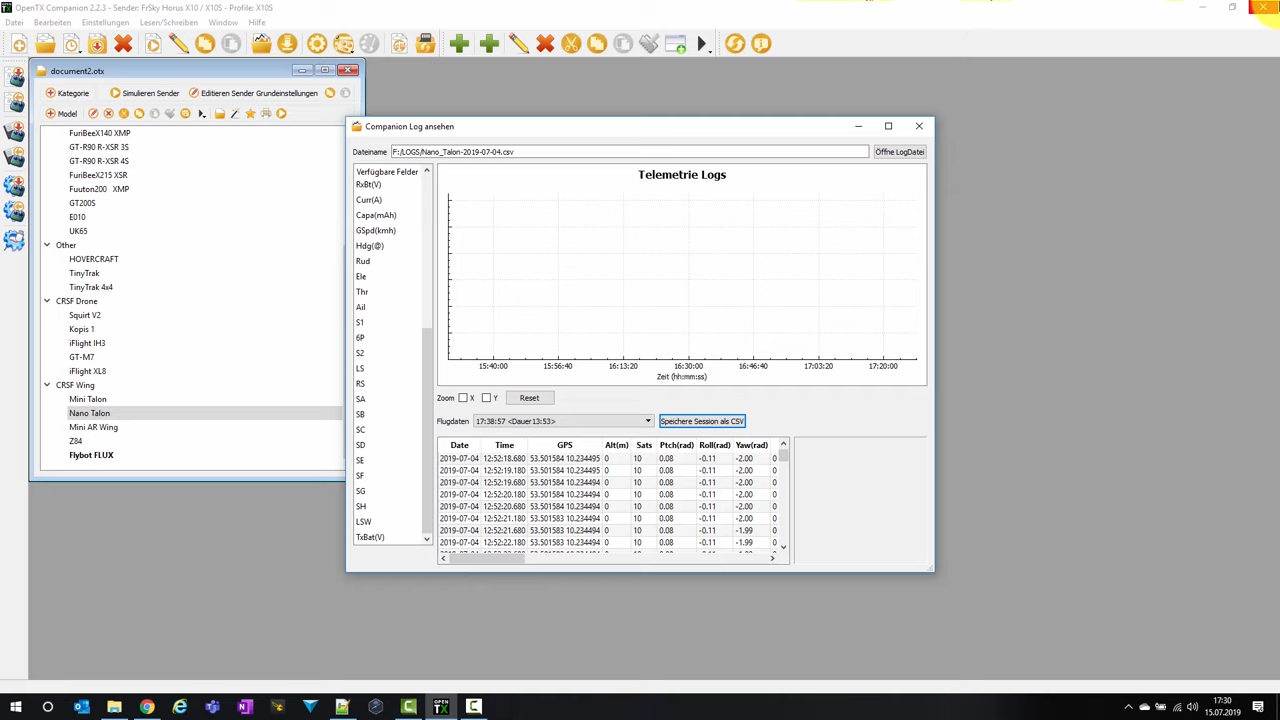 OpenTX Companion 2.2.3 - Sender: FrSky Horus X10 / X10S - Profile: X10S
Datei Bearbeiten Einstellungen Lesen/Schreiben Window Hilfe
document2.otx
Kategorie Simulieren Sender Editieren Sender Grundeinstellungen
Model
FuriBeeX140 XMP
GT-R90 R-XSR 3S
GT-R90 R-XSR 4S
FuriBeeX215 XSR
Fuuton200 XMP
GT200S
E010
UK65
Other
HOVERCRAFT
TinyTrak
TinyTrak 4x4
CRSF Drone
Squirt V2
Kopis 1
iFlight IH3
GT-M7
iFlight XL8
CRSF Wing
Mini Talon
Nano Talon
Mini AR Wing
Z84
Flybot FLUX
Companion Log ansehen
Dateiname F:/LOGS/Nano_Talon-2019-07-04.csv Öffne LogDatei
Verfügbare Felder
RxBt(V)
Curr(A)
Capa(mAh)
GSpd(kmh)
Hdg(@)
Rud
Ele
Thr
Ail
S1
6P
S2
LS
RS
SA
SB
SC
SD
SE
SF
SG
SH
LSW
TxBat(V)
Telemetrie Logs
15:40:00 15:56:40 16:13:20 16:30:00 16:46:40 17:03:20 17:20:00
Zeit (hh:mm:ss)
Zoom X Y Reset
Flugdaten 17:38:57 <Dauer13:53> Speichere Session als CSV
Date Time GPS Alt(m) Sats Ptch(rad) Roll(rad) Yaw(rad)
2019-07-04 12:52:18.680 53.501584 10.234495 0 10 0.08 -0.11 -2.00 0
2019-07-04 12:52:19.180 53.501584 10.234495 0 10 0.08 -0.11 -2.00 0
2019-07-04 12:52:19.680 53.501584 10.234494 0 10 0.08 -0.11 -2.00 0
2019-07-04 12:52:20.180 53.501584 10.234494 0 10 0.08 -0.11 -2.00 0
2019-07-04 12:52:20.680 53.501584 10.234494 0 10 0.08 -0.11 -2.00 0
2019-07-04 12:52:21.180 53.501583 10.234494 0 10 0.08 -0.11 -2.00 0
2019-07-04 12:52:21.680 53.501583 10.234494 0 10 0.08 -0.11 -1.99 0
2019-07-04 12:52:22.180 53.501583 10.234494 0 10 0.08 -0.11 -1.99 0
OPEN TX
17:30
15.07.2019